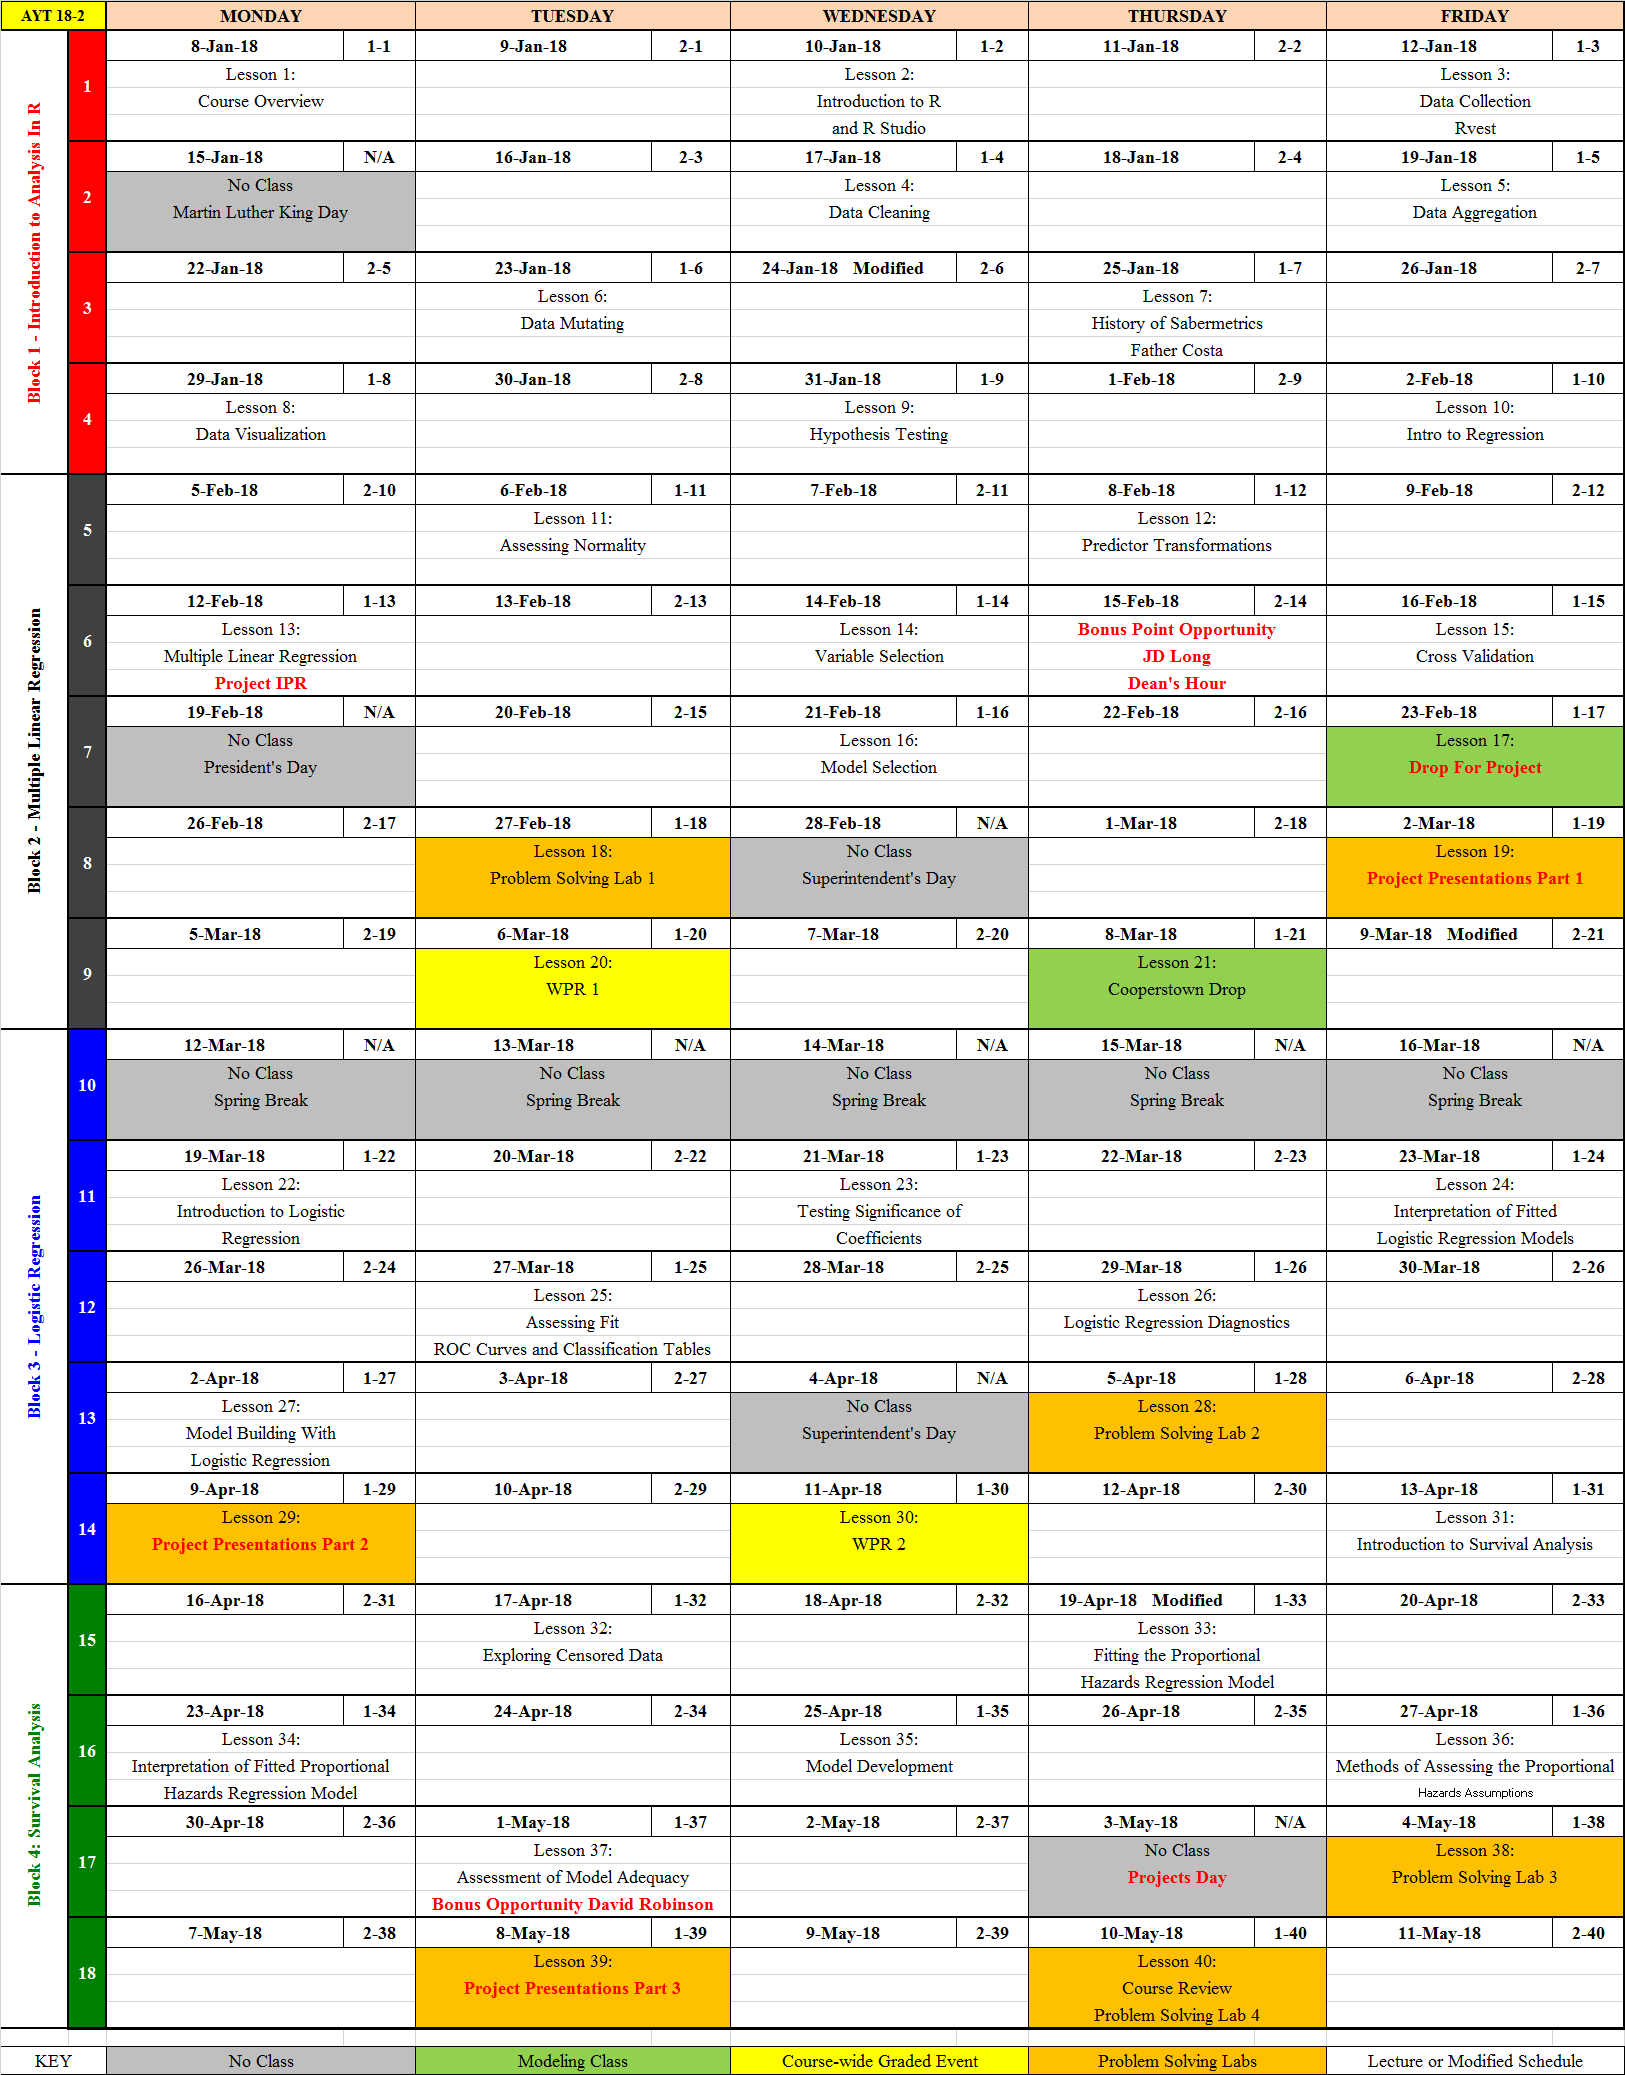 AYT 18-2 MONDAY TUESDAY WEDNESDAY THURSDAY FRIDAY
Block 1 - Introduction to Analysis In R
1
8-Jan-18 1-1 9-Jan-18 2-1 10-Jan-18 1-2 11-Jan-18 2-2 12-Jan-18 1-3
Lesson 1: Lesson 2: Lesson 3:
Course Overview Introduction to R Data Collection
and R Studio Rvest
2
15-Jan-18 N/A 16-Jan-18 2-3 17-Jan-18 1-4 18-Jan-18 2-4 19-Jan-18 1-5
No Class Lesson 4: Lesson 5:
Martin Luther King Day Data Cleaning Data Aggregation
3
22-Jan-18 2-5 23-Jan-18 1-6 24-Jan-18 Modified 2-6 25-Jan-18 1-7 26-Jan-18 2-7
Lesson 6: Lesson 7:
Data Mutating History of Sabermetrics
Father Costa
4
29-Jan-18 1-8 30-Jan-18 2-8 31-Jan-18 1-9 1-Feb-18 2-9 2-Feb-18 1-10
Lesson 8: Lesson 9: Lesson 10:
Data Visualization Hypothesis Testing Intro to Regression
Block 2 - Multiple Linear Regression
5
5-Feb-18 2-10 6-Feb-18 1-11 7-Feb-18 2-11 8-Feb-18 1-12 9-Feb-18 2-12
Lesson 11: Lesson 12:
Assessing Normality Predictor Transformations
6
12-Feb-18 1-13 13-Feb-18 2-13 14-Feb-18 1-14 15-Feb-18 2-14 16-Feb-18 1-15
Lesson 13: Lesson 14: Bonus Point Opportunity Lesson 15:
Multiple Linear Regression Variable Selection JD Long Cross Validation
Project IPR Dean's Hour
7
19-Feb-18 N/A 20-Feb-18 2-15 21-Feb-18 1-16 22-Feb-18 2-16 23-Feb-18 1-17
No Class Lesson 16: Lesson 17:
President's Day Model Selection Drop For Project
8
26-Feb-18 2-17 27-Feb-18 1-18 28-Feb-18 N/A 1-Mar-18 2-18 2-Mar-18 1-19
Lesson 18: No Class Lesson 19:
Problem Solving Lab 1 Superintendent's Day Project Presentations Part 1
9
5-Mar-18 2-19 6-Mar-18 1-20 7-Mar-18 2-20 8-Mar-18 1-21 9-Mar-18 Modified 2-21
Lesson 20: Lesson 21:
WPR 1 Cooperstown Drop
Block 3 - Logistic Regression
10
12-Mar-18 N/A 13-Mar-18 N/A 14-Mar-18 N/A 15-Mar-18 N/A 16-Mar-18 N/A
No Class No Class No Class No Class No Class
Spring Break Spring Break Spring Break Spring Break Spring Break
11
19-Mar-18 1-22 20-Mar-18 2-22 21-Mar-18 1-23 22-Mar-18 2-23 23-Mar-18 1-24
Lesson 22: Lesson 23: Lesson 24:
Introduction to Logistic Testing Significance of Interpretation of Fitted
Regression Coefficients Logistic Regression Models
12
26-Mar-18 2-24 27-Mar-18 1-25 28-Mar-18 2-25 29-Mar-18 1-26 30-Mar-18 2-26
Lesson 25: Lesson 26:
Assessing Fit Logistic Regression Diagnostics
ROC Curves and Classification Tables
13
2-Apr-18 1-27 3-Apr-18 2-27 4-Apr-18 N/A 5-Apr-18 1-28 6-Apr-18 2-28
Lesson 27: No Class Lesson 28:
Model Building With Superintendent's Day Problem Solving Lab 2
Logistic Regression
14
9-Apr-18 1-29 10-Apr-18 2-29 11-Apr-18 1-30 12-Apr-18 2-30 13-Apr-18 1-31
Lesson 29: Lesson 30: Lesson 31:
Project Presentations Part 2 WPR 2 Introduction to Survival Analysis
Block 4: Survival Analysis
15
16-Apr-18 2-31 17-Apr-18 1-32 18-Apr-18 2-32 19-Apr-18 Modified 1-33 20-Apr-18 2-33
Lesson 32: Lesson 33:
Exploring Censored Data Fitting the Proportional
Hazards Regression Model
16
23-Apr-18 1-34 24-Apr-18 2-34 25-Apr-18 1-35 26-Apr-18 2-35 27-Apr-18 1-36
Lesson 34: Lesson 35: Lesson 36:
Interpretation of Fitted Proportional Model Development Methods of Assessing the Proportional
Hazards Regression Model Hazards Assumptions
17
30-Apr-18 2-36 1-May-18 1-37 2-May-18 2-37 3-May-18 N/A 4-May-18 1-38
Lesson 37: No Class Lesson 38:
Assessment of Model Adequacy Projects Day Problem Solving Lab 3
Bonus Opportunity David Robinson
18
7-May-18 2-38 8-May-18 1-39 9-May-18 2-39 10-May-18 1-40 11-May-18 2-40
Lesson 39: Lesson 40:
Project Presentations Part 3 Course Review
Problem Solving Lab 4
KEY No Class Modeling Class Course-wide Graded Event Problem Solving Labs Lecture or Modified Schedule